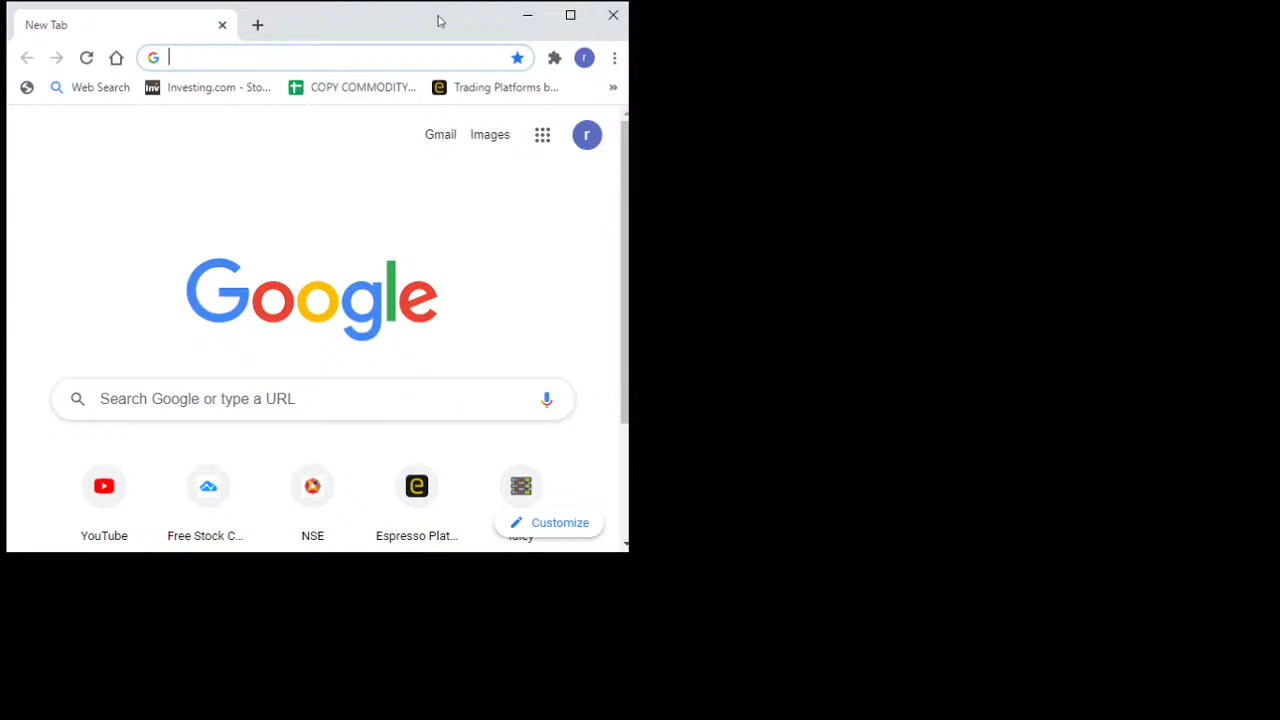 New Tab
Web Search Investing.com - Sto... COPY COMMODITY... Trading Platforms b... »
Gmail Images r
Google
Search Google or type a URL
YouTube Free Stock C... NSE Espresso Plat...
Customize